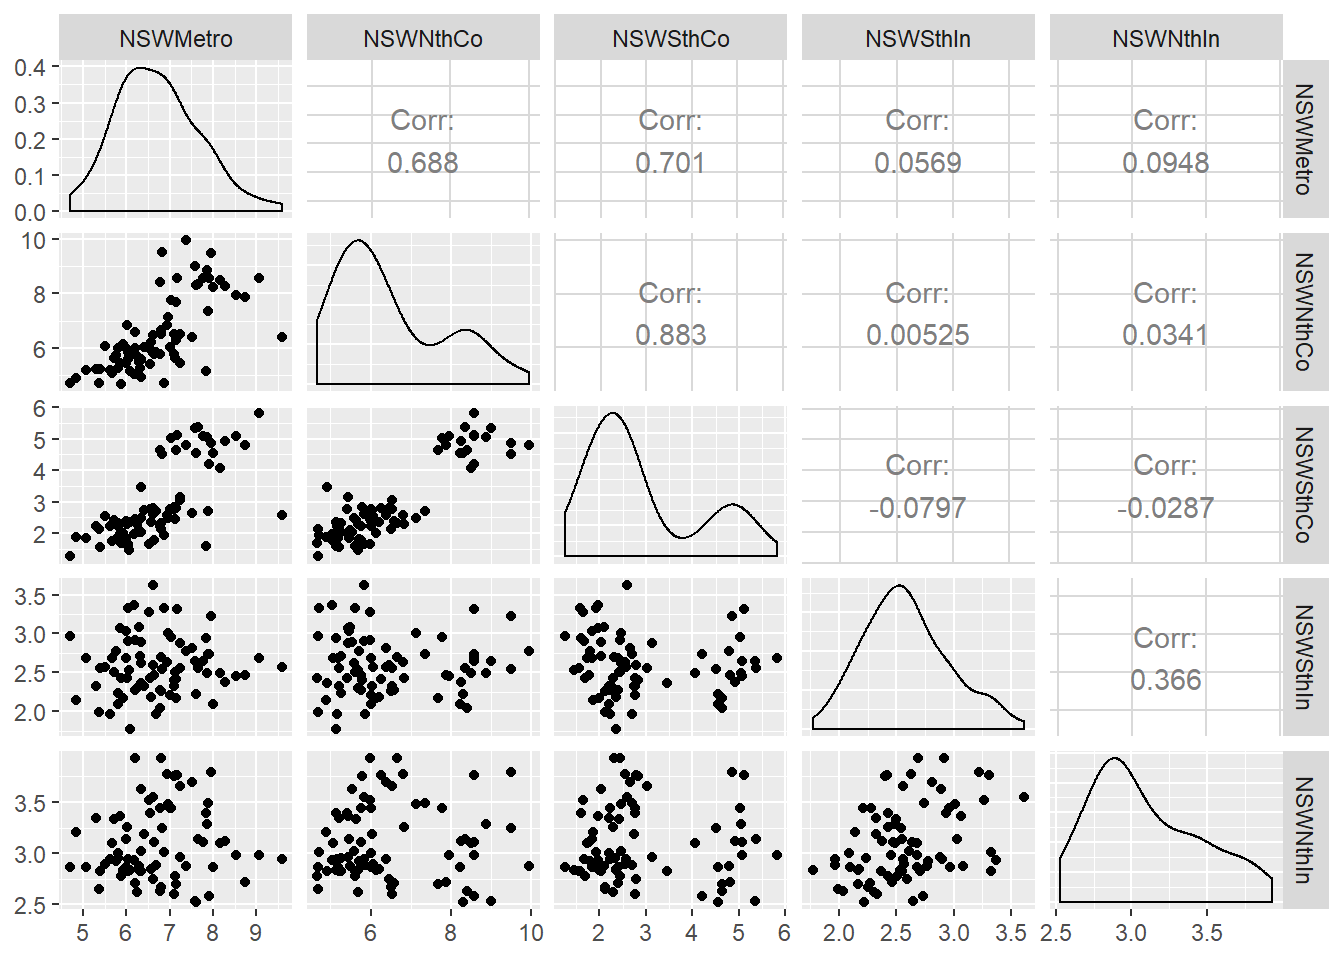 NSWMetro NSWNthCo NSWSthCo NSWSthIn NSWNthIn
0.4
0.3
0.2
0.1
0.0
Corr:
0.688
Corr:
0.701
Corr:
0.0569
Corr:
0.0948
NSWMetro
10
8
6
Corr:
0.883
Corr:
0.00525
Corr:
0.0341
NSWNthCo
6
5
4
3
2
Corr:
-0.0797
Corr:
-0.0287
NSWSthCo
3.5
3.0
2.5
2.0
Corr:
0.366
NSWSthIn
3.5
3.0
2.5
NSWNthIn
5 6 7 8 9
6 8 10
2 3 4 5 6
2.0 2.5 3.0 3.5
2.5 3.0 3.5